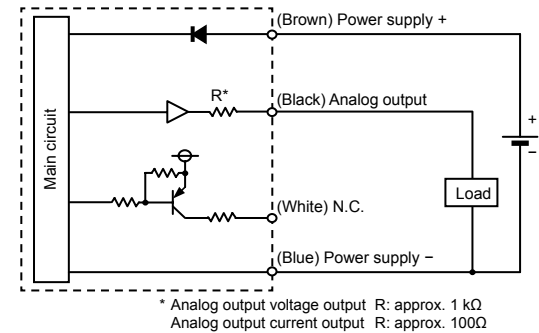 (Brown) Power supply +
R*
(Black) Analog output
Main circuit
+
−
Load
(White) N.C.
(Blue) Power supply −
* Analog output voltage output  R: approx. 1 kΩ
Analog output current output  R: approx. 100Ω